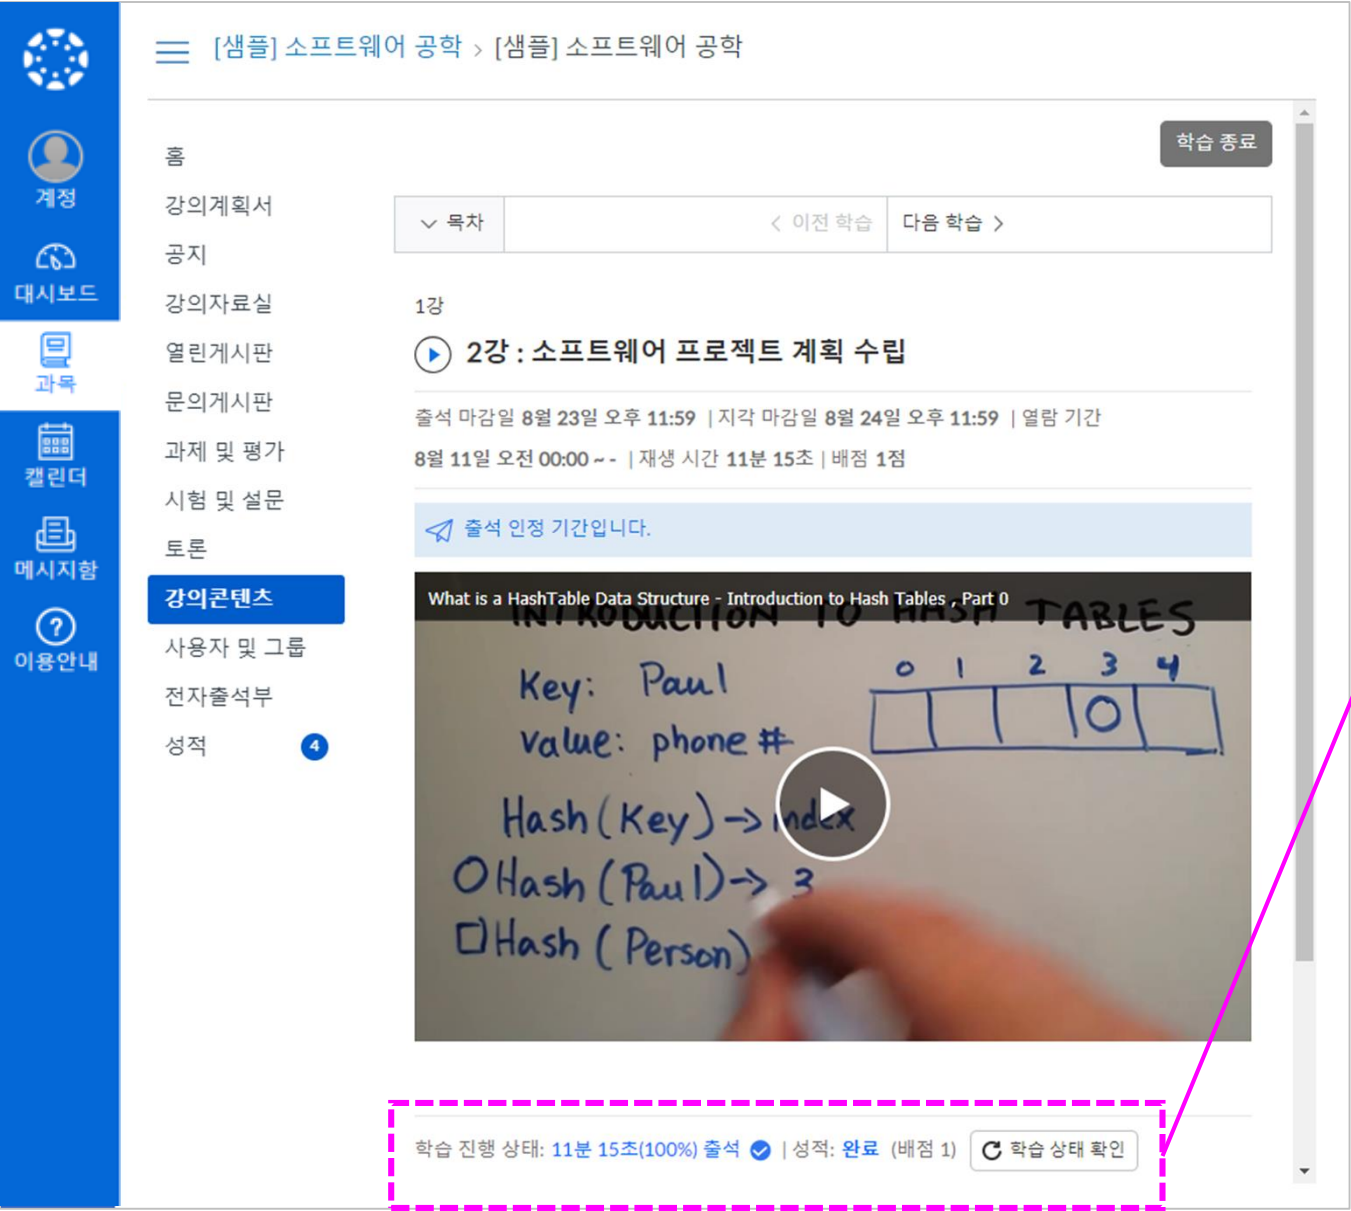 [샘플] 소프트웨어 공학 > [샘플] 소프트웨어 공학
계정
대시보드
과목
캘린더
메시지함
이용안내
홈
강의계획서
공지
강의자료실
열린게시판
문의게시판
과제 및 평가
시험 및 설문
토론
강의콘텐츠
사용자 및 그룹
전자출석부
성적 4
학습 종료
목차 < 이전 학습 다음 학습 >
1강
2강 : 소프트웨어 프로젝트 계획 수립
출석 마감일 8월 23일 오후 11:59 | 지각 마감일 8월 24일 오후 11:59 | 열람 기간
8월 11일 오전 00:00 ~ - | 재생 시간 11분 15초 | 배점 1점
출석 인정 기간입니다.
What is a HashTable Data Structure - Introduction to Hash Tables , Part 0
INTRODUCTION TO HASH TABLES
Key: Paul
0 1 2 3 4
value: phone #
Hash (Key) -> index
Hash (Paul) -> 3
Hash ( Person)
학습 진행 상태: 11분 15초(100%) 출석 | 성적: 완료 (배점 1) 학습 상태 확인